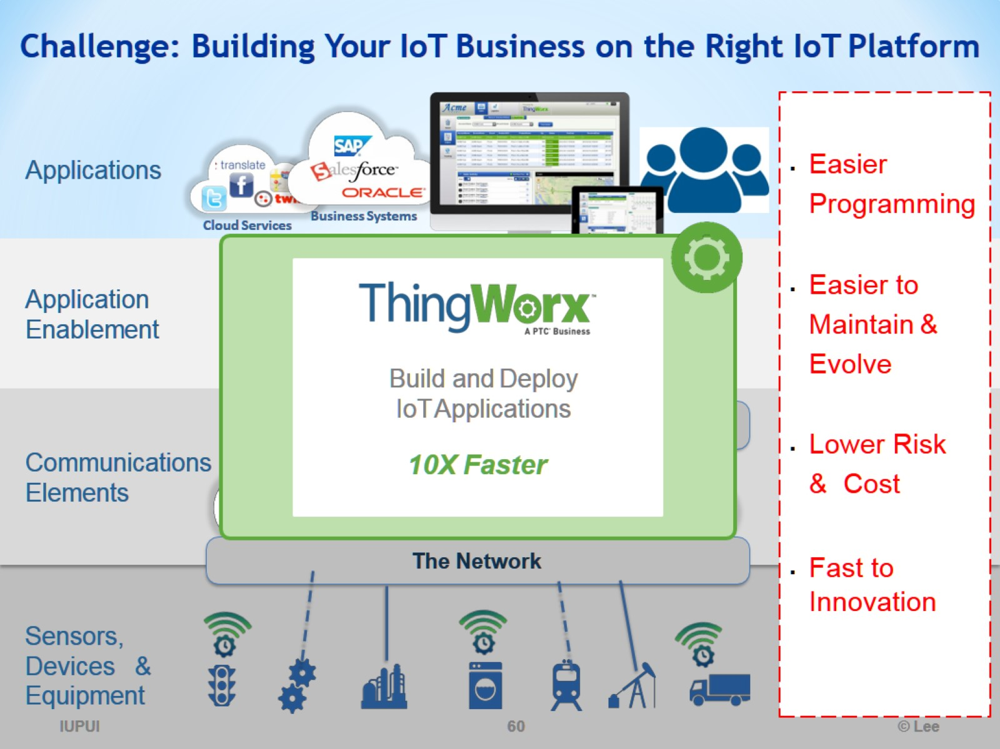 Challenge: Building Your IoT Business on the Right IoT Platform
Applications
: translate
f
t
twi
Cloud Services
SAP
salesforce
ORACLE
Business Systems
Acme
ThingWorx
Application
Enablement
ThingWorx™
A PTC® Business
Build and Deploy
IoT Applications
10X Faster
Communications
Elements
The Network
Sensors,
Devices &
Equipment
· Easier
Programming
· Easier to
Maintain &
Evolve
· Lower Risk
& Cost
· Fast to
Innovation
IUPUI
60
© Lee